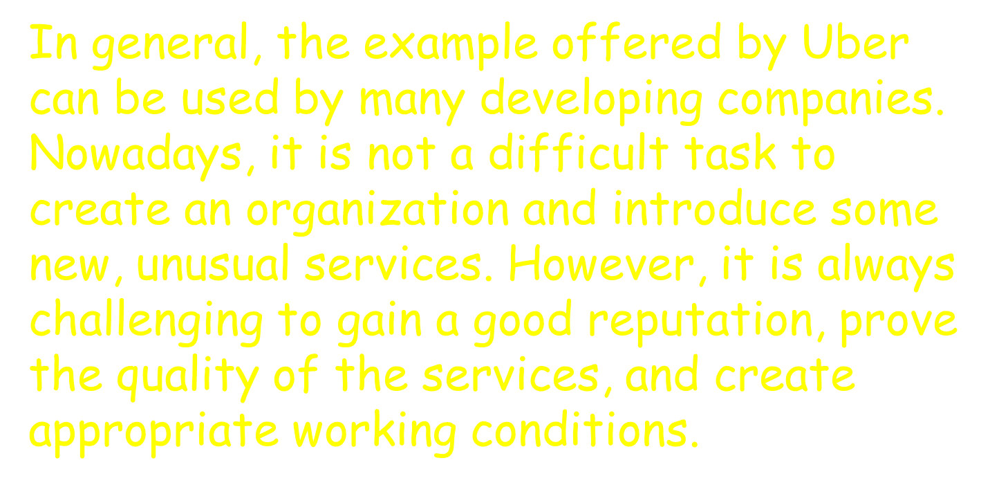 In general, the example offered by Uber
can be used by many developing companies.
Nowadays, it is not a difficult task to
create an organization and introduce some
new, unusual services. However, it is always
challenging to gain a good reputation, prove
the quality of the services, and create
appropriate working conditions.